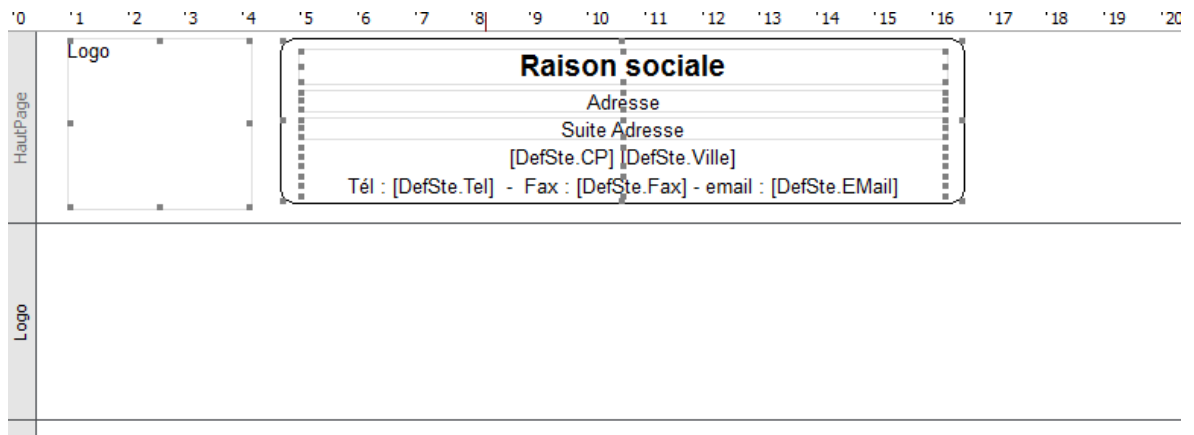 '0 '1 '2 '3 '4 '5 '6 '7 '8 '9 '10 '11 '12 '13 '14 '15 '16 '17 '18 '19 '20
HautPage
Logo
Raison sociale
Adresse
Suite Adresse
[DefSte.CP] [DefSte.Ville]
Tél : [DefSte.Tel] - Fax : [DefSte.Fax] - email : [DefSte.EMail]
Logo